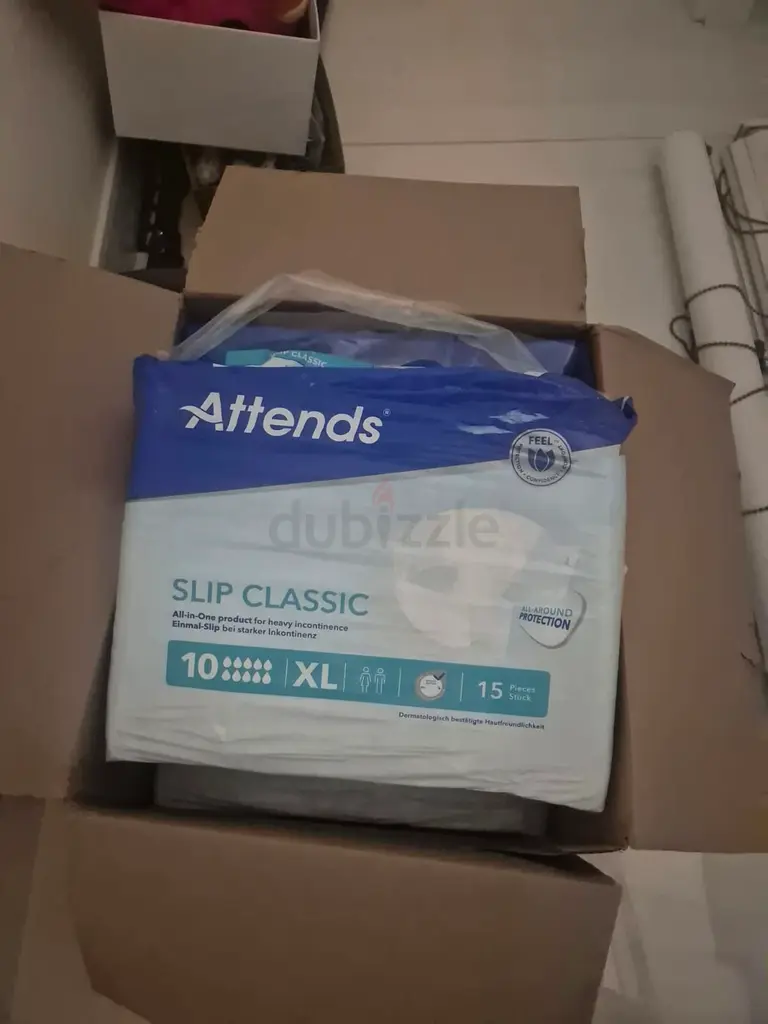 SLIP CLASSIC
Attends®
FEEL
dubizzle
SLIP CLASSIC
All-in-One product for heavy incontinence
Einmal-Slip bei starker Inkontinenz
ALL-AROUND
PROTECTION
10 XL 15 Pieces
Stück
Dermatologisch bestätigte Hautfreundlichkeit